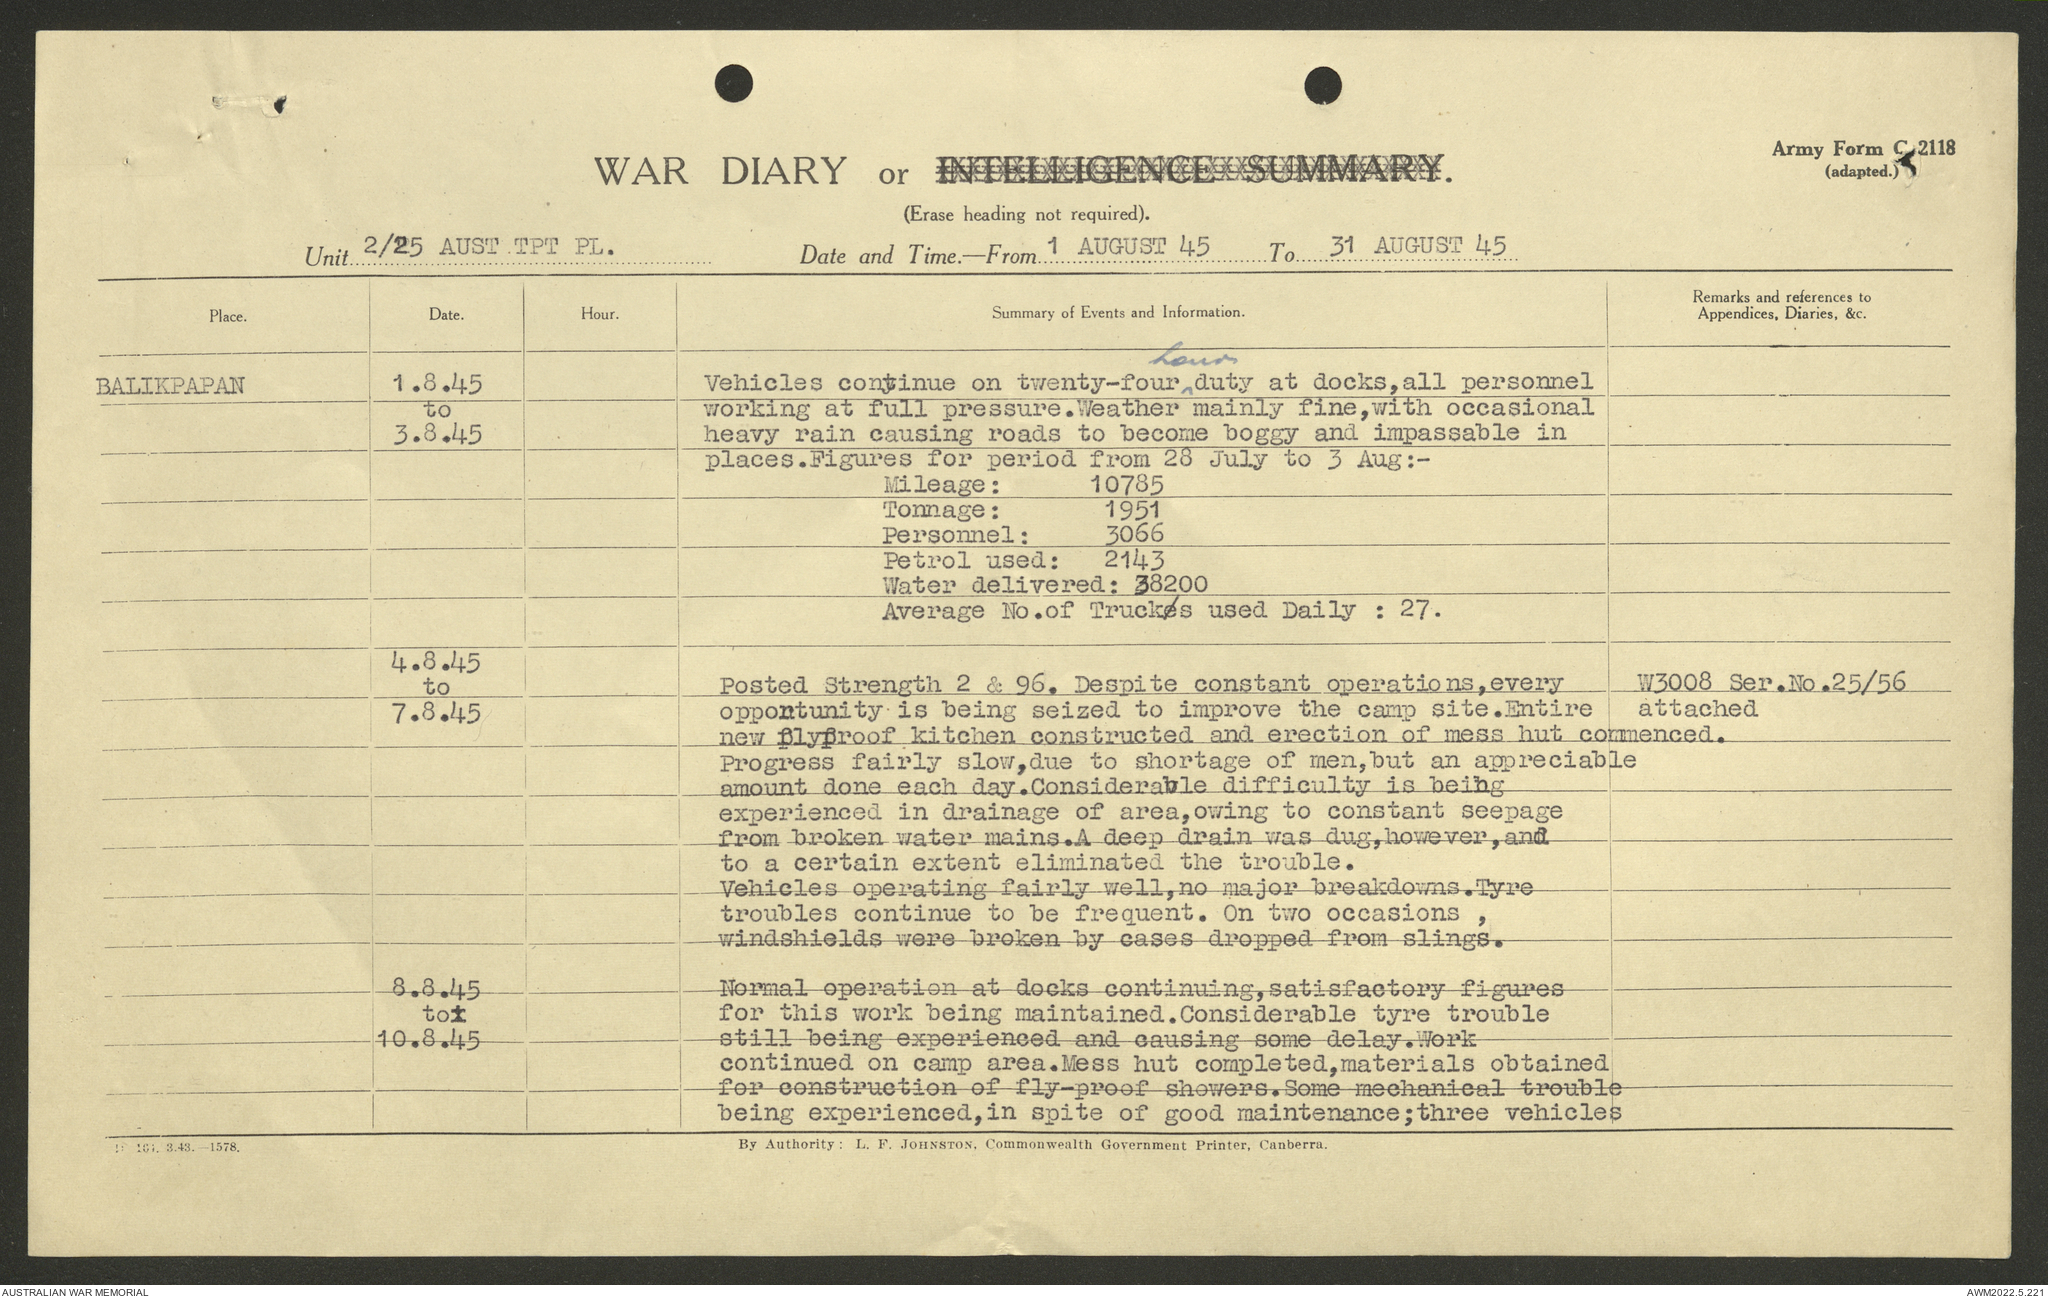 WAR DIARY or INTELLIGENCE SUMMARY.
Army Form C. 2118
(adapted.)
(Erase heading not required).
Unit 2/25 AUST TPT PL. Date and Time.—From 1 AUGUST 45 To 31 AUGUST 45
Place. Date. Hour. Summary of Events and Information. Remarks and references to
Appendices, Diaries, &c.
hours
BALIKPAPAN 1.8.45 Vehicles continue on twenty-four ^ duty at docks,all personnel
to working at full pressure.Weather mainly fine,with occasional
3.8.45 heavy rain causing roads to become boggy and impassable in
places.Figures for period from 28 July to 3 Aug:-
Mileage: 10785
Tonnage: 1951
Personnel: 3066
Petrol used: 2143
Water delivered: 38200
Average No.of Trucks used Daily : 27.
4.8.45
to Posted Strength 2 & 96. Despite constant operations,every W3008 Ser.No.25/56
7.8.45 opportunity is being seized to improve the camp site.Entire attached
new flyproof kitchen constructed and erection of mess hut commenced.
Progress fairly slow,due to shortage of men,but an appreciable
amount done each day.Considerable difficulty is being
experienced in drainage of area,owing to constant seepage
from broken water mains.A deep drain was dug,however,and
to a certain extent eliminated the trouble.
Vehicles operating fairly well,no major breakdowns.Tyre
troubles continue to be frequent. On two occasions ,
windshields were broken by cases dropped from slings.
8.8.45 Normal operation at docks continuing,satisfactory figures
to for this work being maintained.Considerable tyre trouble
10.8.45 still being experienced and causing some delay.Work
continued on camp area.Mess hut completed,materials obtained
for construction of fly-proof showers.Some mechanical trouble
being experienced,in spite of good maintenance;three vehicles
3.43.—1578. By Authority: L. F. JOHNSTON, Commonwealth Government Printer, Canberra.
AUSTRALIAN WAR MEMORIAL AWM2022.5.221